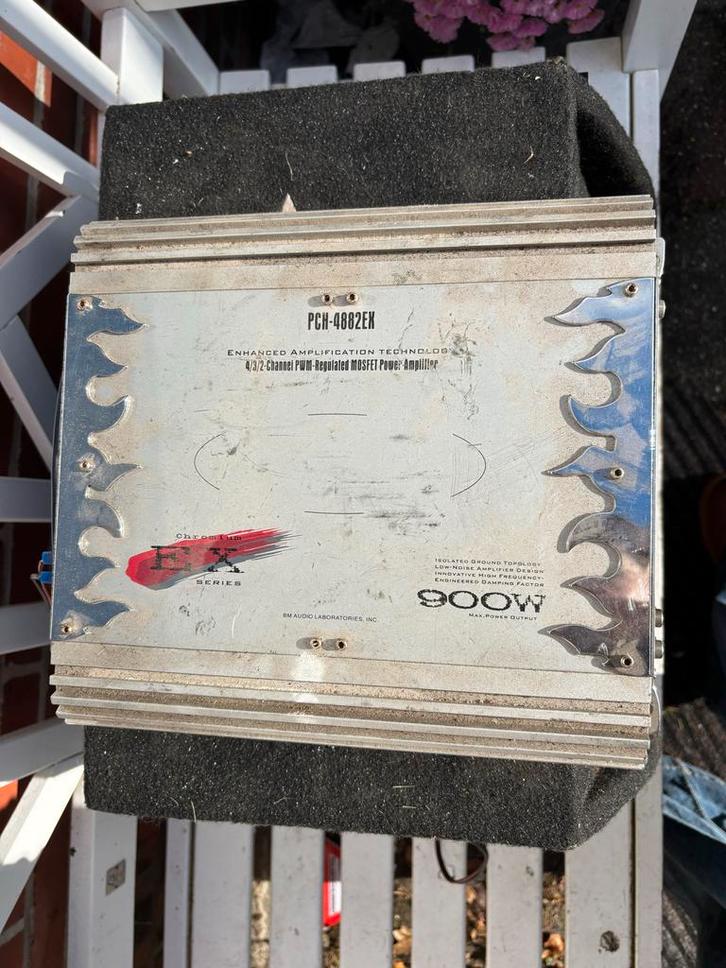 PCH-4882EX
ENHANCED AMPLIFICATION TECHNOLOG
4/3/2-Channel PWM-Regulated MOSFET Power Amplifier
Chromium
EX
SERIES
ISOLATED GROUND TOPOLOGY
LOW-NOISE AMPLIFIER DESIGN
INNOVATIVE HIGH FREQUENCY-
ENGINEERED DAMPING FACTOR
900W
MAX. POWER OUTPUT
BM AUDIO LABORATORIES, INC.